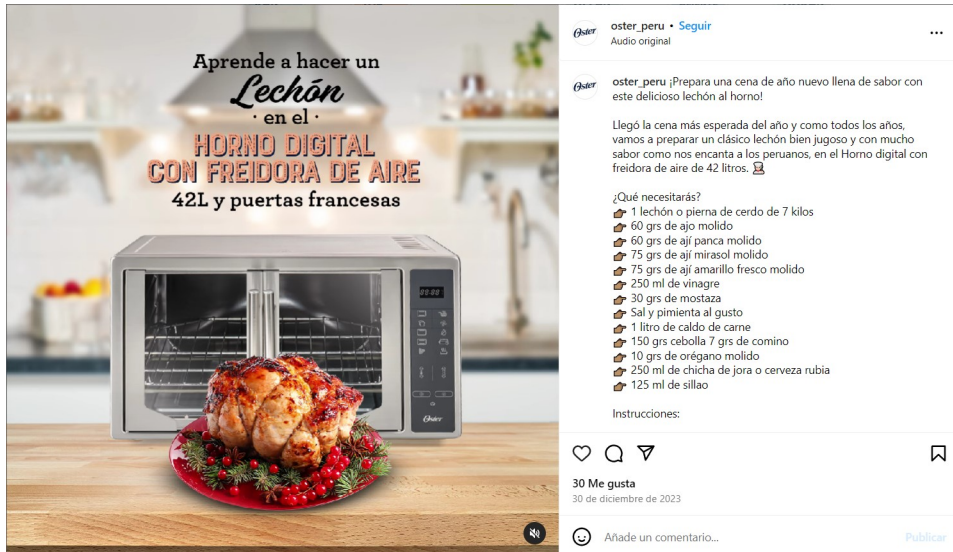 Aprende a hacer un
Lechón
· en el ·
HORNO DIGITAL
CON FREIDORA DE AIRE
42L y puertas francesas
88:88
Oster
Oster
oster_peru • Seguir
Audio original
Oster
oster_peru ¡Prepara una cena de año nuevo llena de sabor con
este delicioso lechón al horno!
Llegó la cena más esperada del año y como todos los años,
vamos a preparar un clásico lechón bien jugoso y con mucho
sabor como nos encanta a los peruanos, en el Horno digital con
freidora de aire de 42 litros.
¿Qué necesitarás?
1 lechón o pierna de cerdo de 7 kilos
60 grs de ajo molido
60 grs de ají panca molido
75 grs de ají mirasol molido
75 grs de ají amarillo fresco molido
250 ml de vinagre
30 grs de mostaza
Sal y pimienta al gusto
1 litro de caldo de carne
150 grs cebolla 7 grs de comino
10 grs de orégano molido
250 ml de chicha de jora o cerveza rubia
125 ml de sillao
Instrucciones:
30 Me gusta
30 de diciembre de 2023
Añade un comentario...
Publicar